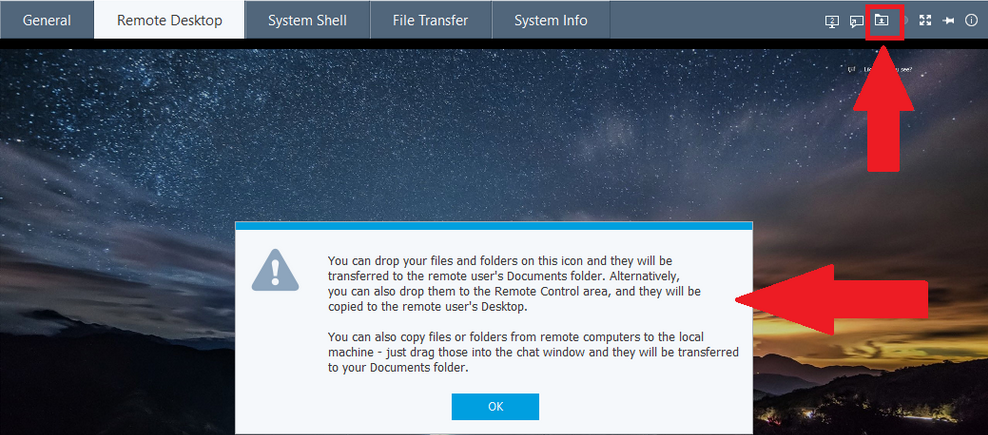 General Remote Desktop System Shell File Transfer System Info
2
You can drop your files and folders on this icon and they will be
transferred to the remote user's Documents folder. Alternatively,
you can also drop them to the Remote Control area, and they will be
copied to the remote user's Desktop.
You can also copy files or folders from remote computers to the local
machine - just drag those into the chat window and they will be transferred
to your Documents folder.
OK